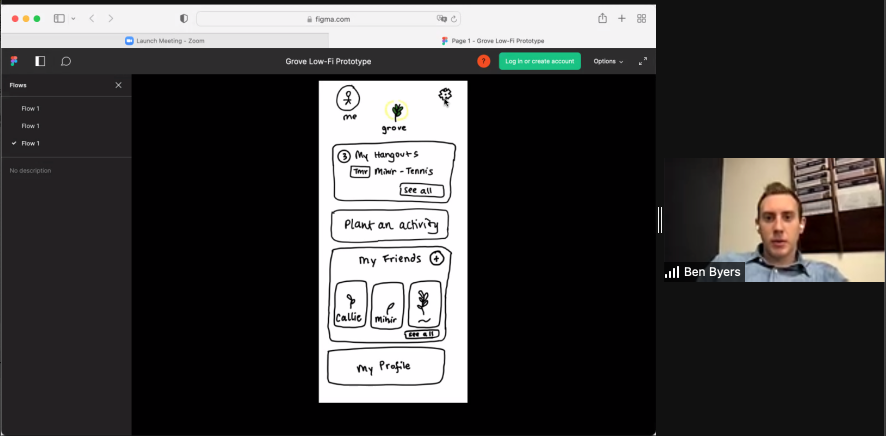 figma.com
Launch Meeting - Zoom
Page 1 - Grove Low-Fi Prototype
Grove Low-Fi Prototype
?
Log in or create account
Options
Flows
Flow 1
Flow 1
Flow 1
No description
me
grove
3 My Hangouts
Tmr Mihir - Tennis
see all
Plant an activity
My Friends +
Callie
mihir
see all
My Profile
Ben Byers